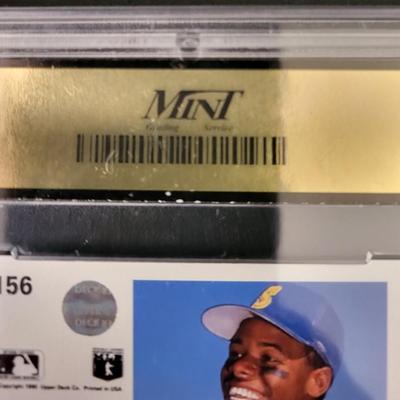 MINT
Grading Service
156
S
Copyright 1990 Upper Deck Co. Printed in USA